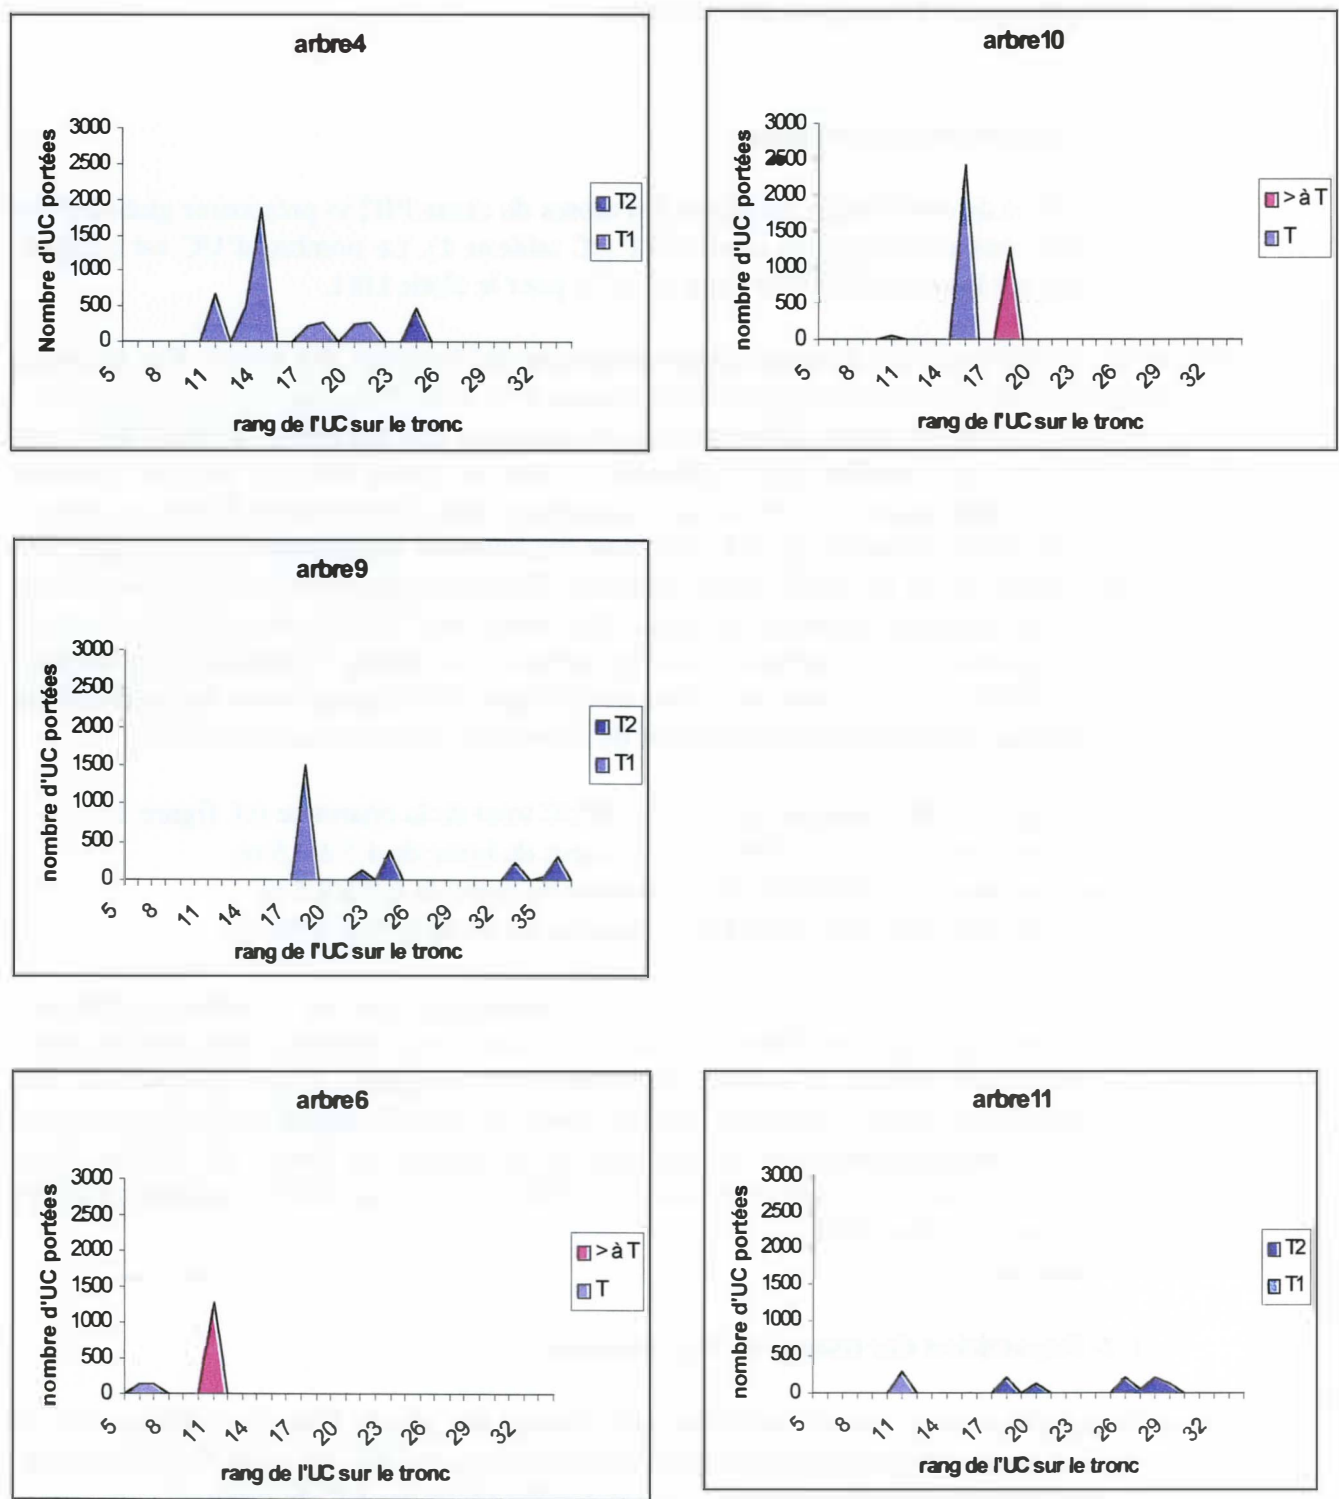 arbre4
Nombre d'UC portées
3000
2500
2000
1500
1000
500
0
5 8 11 14 17 20 23 26 29 32
rang de l'UC sur le tronc
T2
T1
arbre10
nombre d'UC portées
3000
2500
2000
1500
1000
500
0
5 8 11 14 17 20 23 26 29 32
rang de l'UC sur le tronc
> à T
T
arbre9
nombre d'UC portées
3000
2500
2000
1500
1000
500
0
5 8 11 14 17 20 23 26 29 32 35
rang de l'UC sur le tronc
T2
T1
arbre6
nombre d'UC portées
3000
2500
2000
1500
1000
500
0
5 8 11 14 17 20 23 26 29 32
rang de l'UC sur le tronc
> à T
T
arbre11
nombre d'UC portées
3000
2500
2000
1500
1000
500
0
5 8 11 14 17 20 23 26 29 32
rang de l'UC sur le tronc
T2
T1